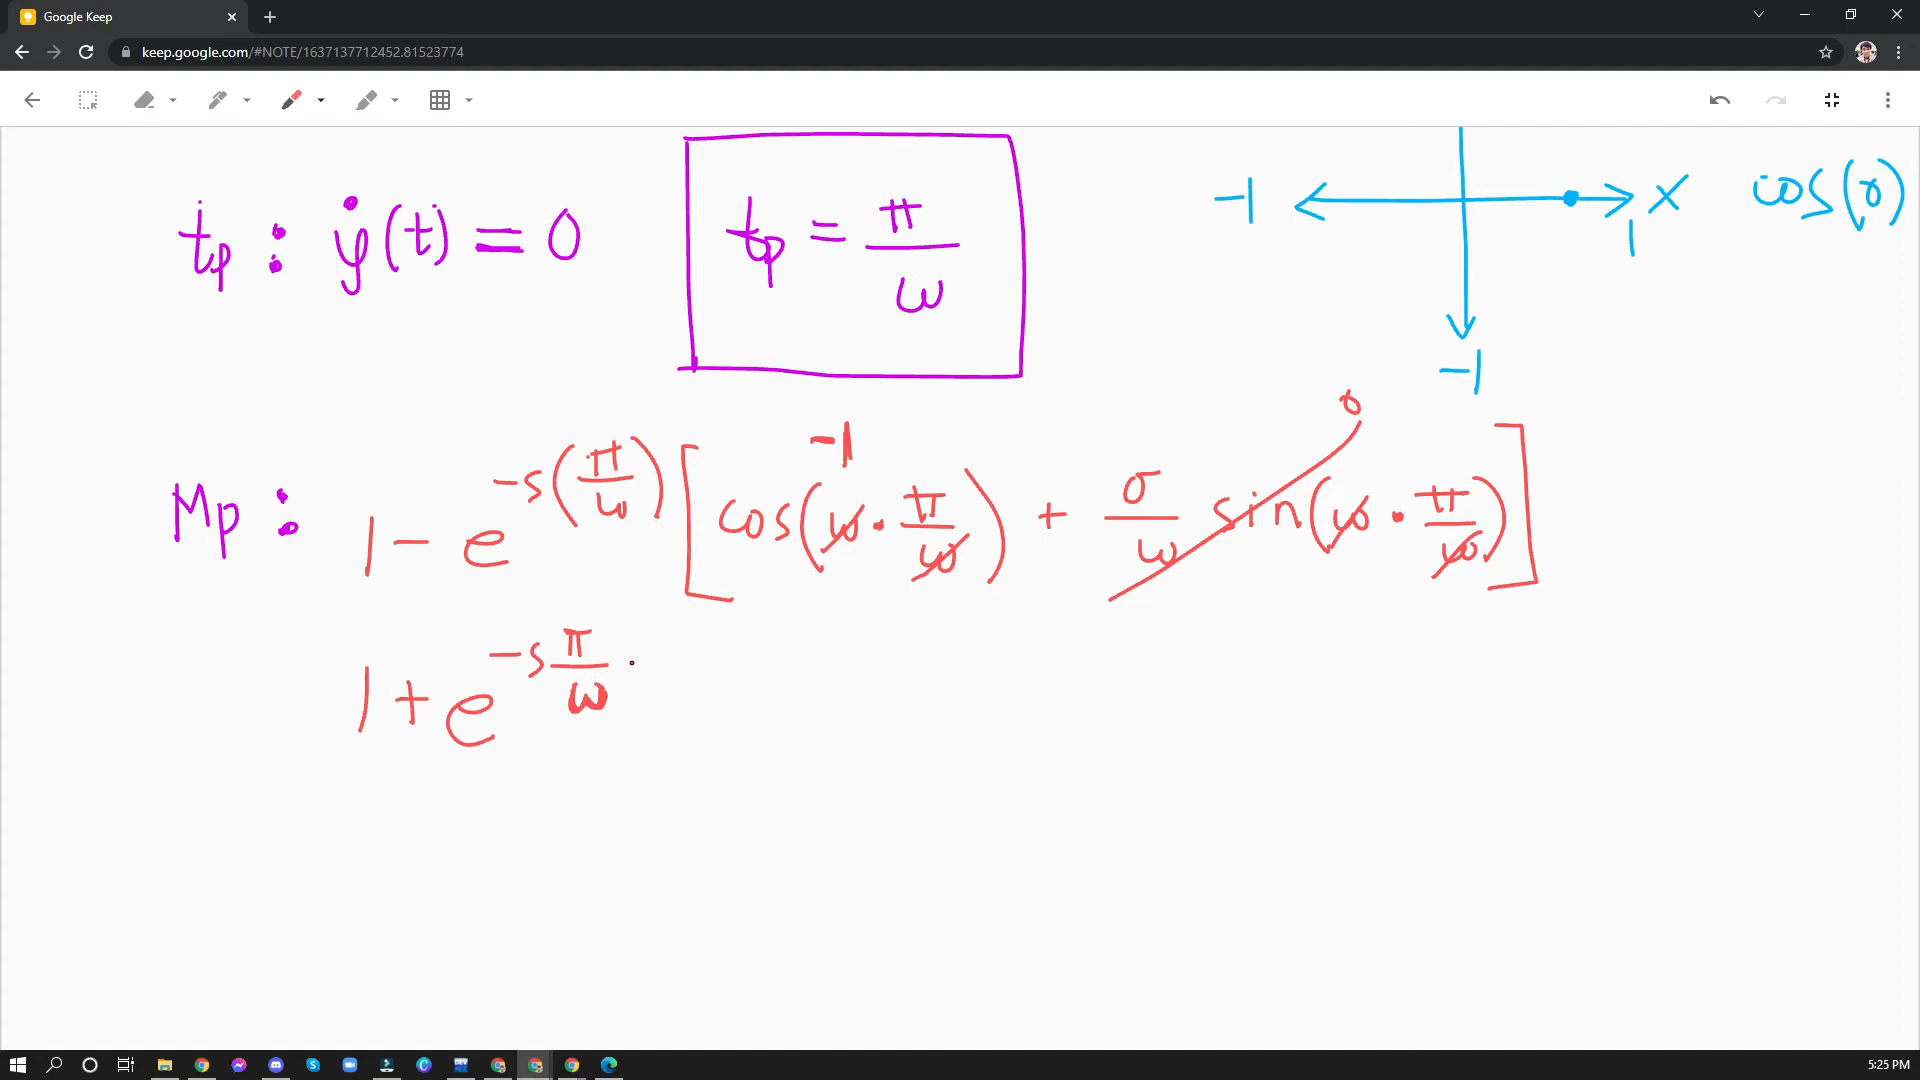 Google Keep
keep.google.com/#NOTE/1637137712452.81523774
tp : ẏ(t) = 0
tp = π/ω
-1
x
1
cos(σ)
-1
Mp : 1 - e^(-s(π/ω)) [cos(ω · π/ω) + σ/ω sin(ω · π/ω)]
-1
0
1 + e^(-s π/ω)
5:25 PM